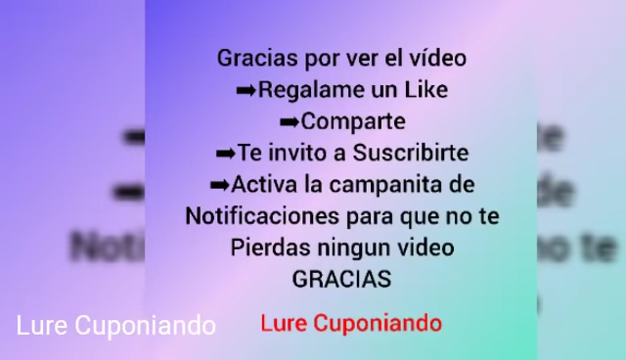 Gracias por ver el vídeo
➡Regalame un Like
➡Comparte
➡Te invito a Suscribirte
➡Activa la campanita de
Notificaciones para que no te
Pierdas ningun video
GRACIAS
Lure Cuponiando
Lure Cuponiando